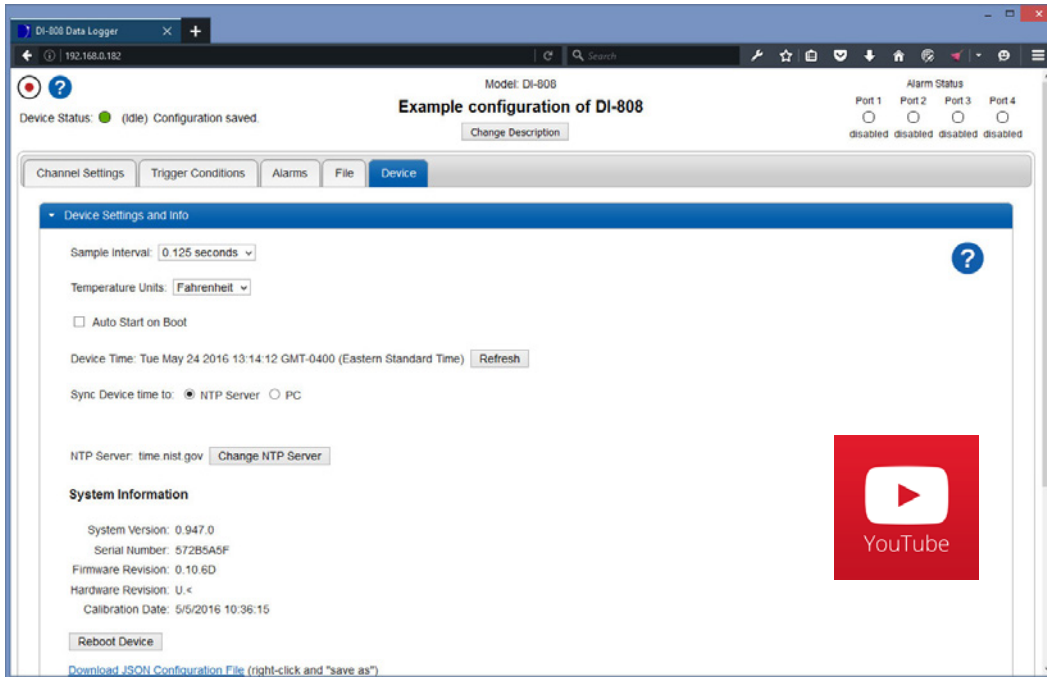 DI-808 Data Logger
192.168.0.182
Search
Model: DI-808
Example configuration of DI-808
Change Description
Device Status: (Idle) Configuration saved.
Alarm Status
Port 1 Port 2 Port 3 Port 4
disabled disabled disabled disabled
Channel Settings Trigger Conditions Alarms File Device
Device Settings and Info
Sample Interval: 0.125 seconds
Temperature Units: Fahrenheit
Auto Start on Boot
Device Time: Tue May 24 2016 13:14:12 GMT-0400 (Eastern Standard Time) Refresh
Sync Device time to: NTP Server PC
NTP Server: time.nist.gov Change NTP Server
System Information
System Version: 0.947.0
Serial Number: 572B5A5F
Firmware Revision: 0.10.6D
Hardware Revision: U.<
Calibration Date: 5/5/2016 10:36:15
Reboot Device
Download JSON Configuration File (right-click and "save as")
YouTube